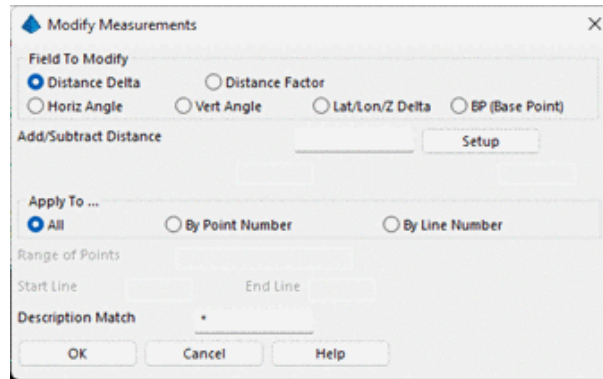 Modify Measurements
Field To Modify
Distance Delta Distance Factor
Horiz Angle Vert Angle Lat/Lon/Z Delta BP (Base Point)
Add/Subtract Distance Setup
Apply To ...
All By Point Number By Line Number
Range of Points
Start Line End Line
Description Match *
OK Cancel Help